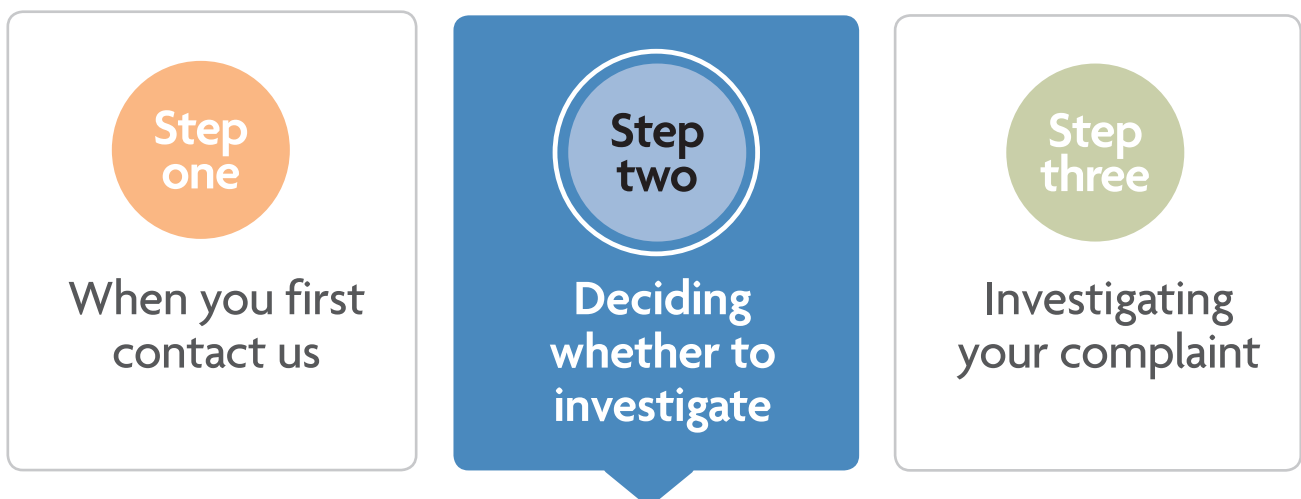 Step
one
When you first
contact us
Step
two
Deciding
whether to
investigate
Step
three
Investigating
your complaint